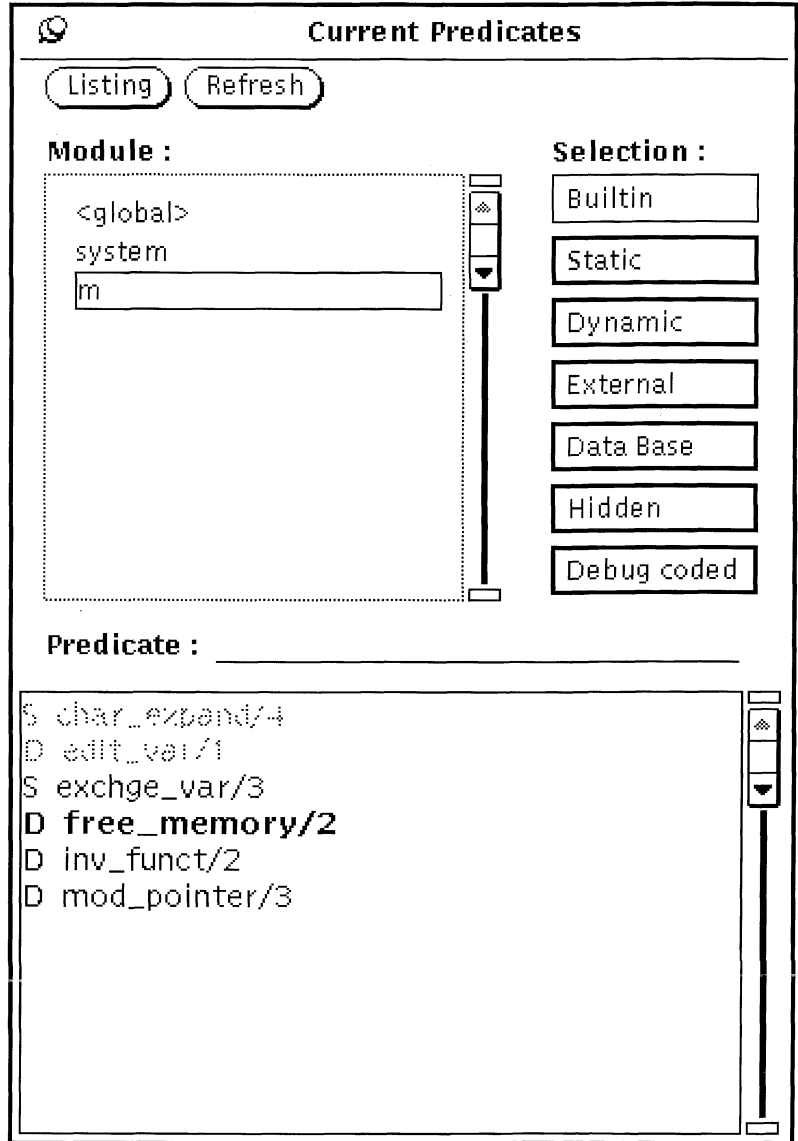 Current Predicates
Listing Refresh
Module : Selection :
<global>
system
m
Builtin
Static
Dynamic
External
Data Base
Hidden
Debug coded
Predicate :
S char_expand/4
D edit_var/1
S exchge_var/3
D free_memory/2
D inv_funct/2
D mod_pointer/3